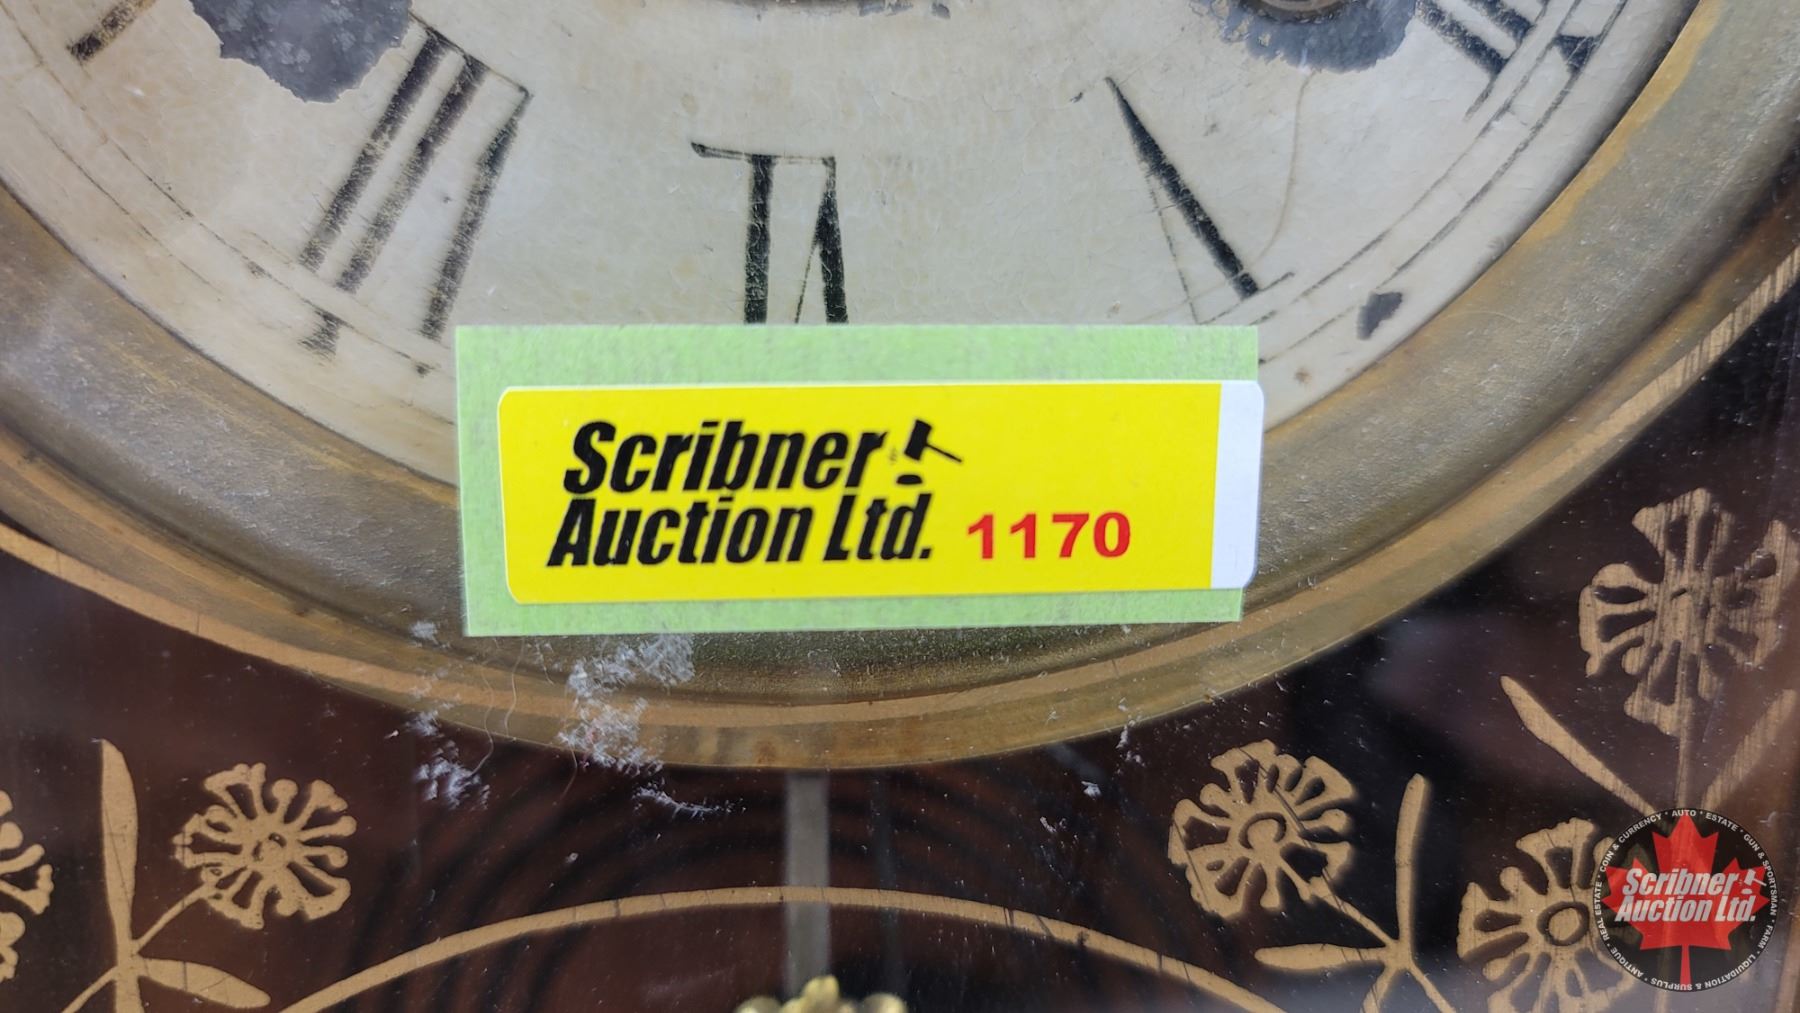 Scribner
Auction Ltd. 1170
COIN & CURRENCY • AUTO • ESTATE • GUN & SPORTSMAN • FARM • LIQUIDATION & SURPLUS • ANTIQUE • REAL ESTATE •
Scribner
Auction Ltd.